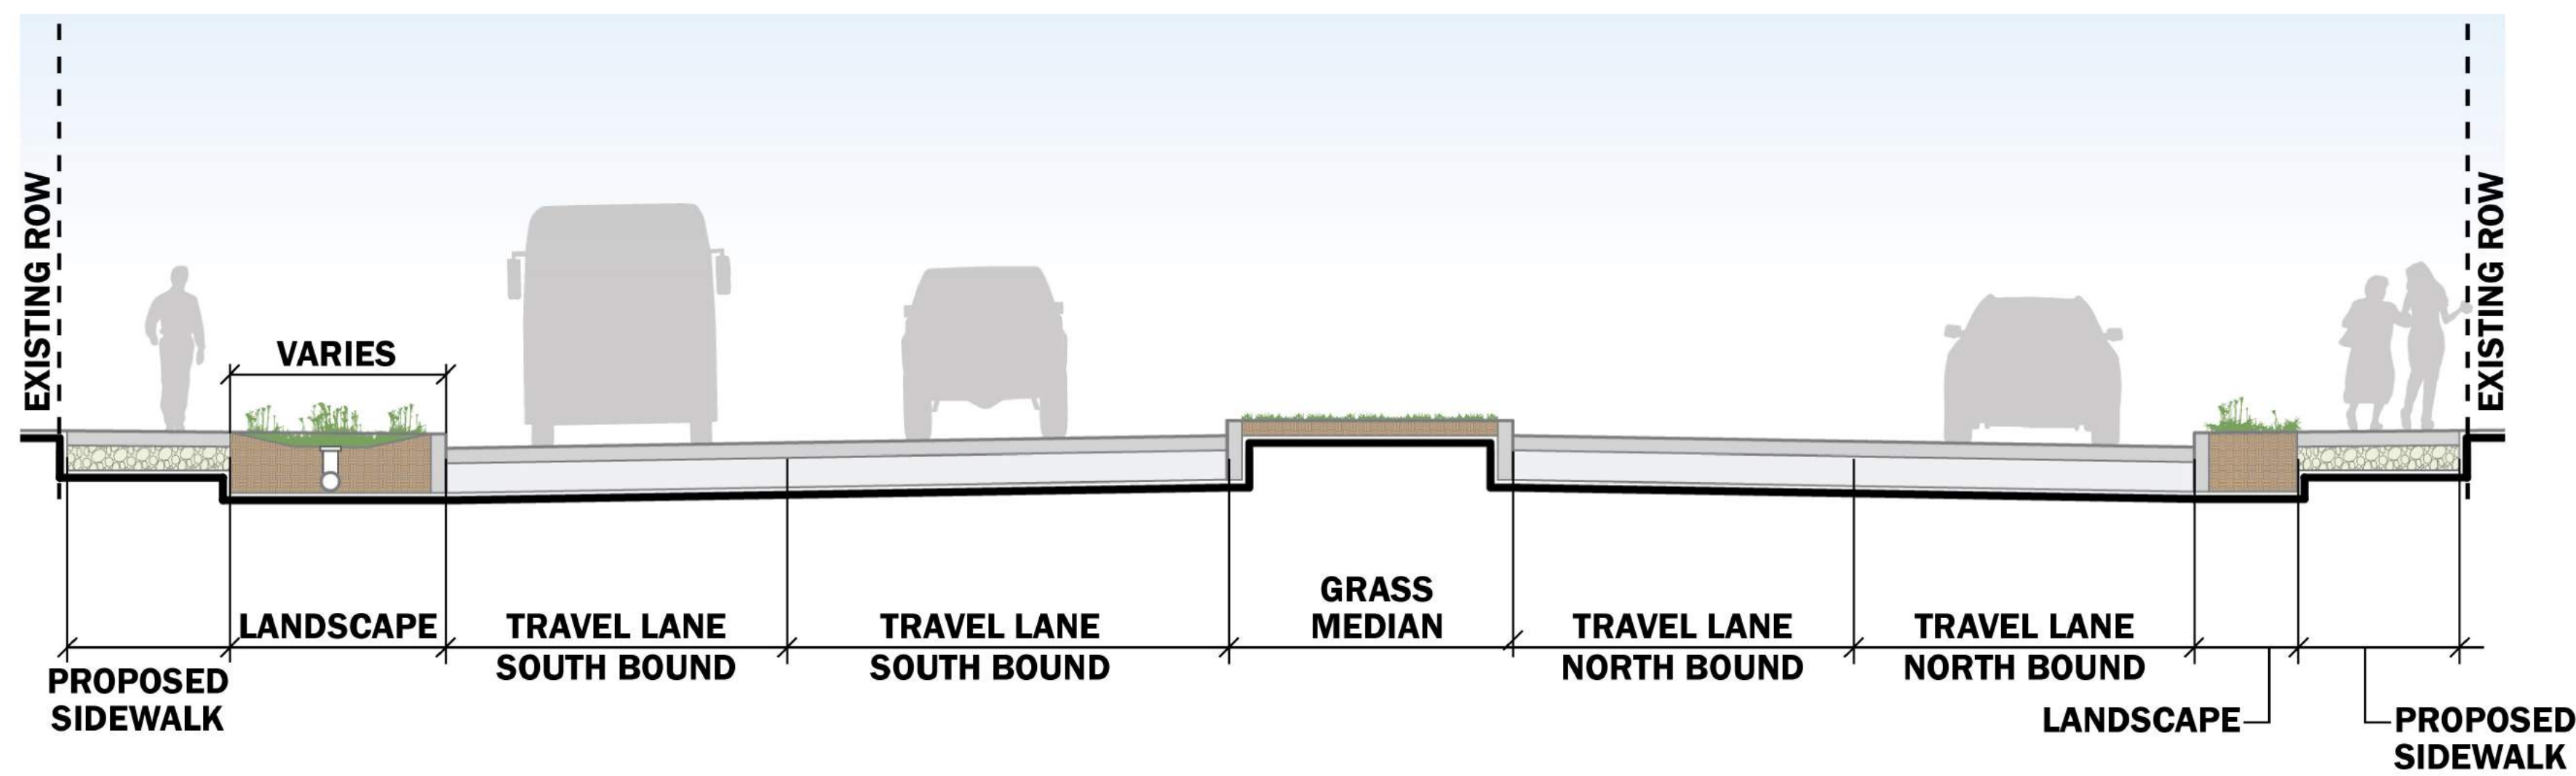 EXISTING ROW
VARIES
EXISTING ROW
LANDSCAPE
TRAVEL LANE
SOUTH BOUND
TRAVEL LANE
SOUTH BOUND
GRASS
MEDIAN
TRAVEL LANE
NORTH BOUND
TRAVEL LANE
NORTH BOUND
PROPOSED
SIDEWALK
LANDSCAPE
PROPOSED
SIDEWALK